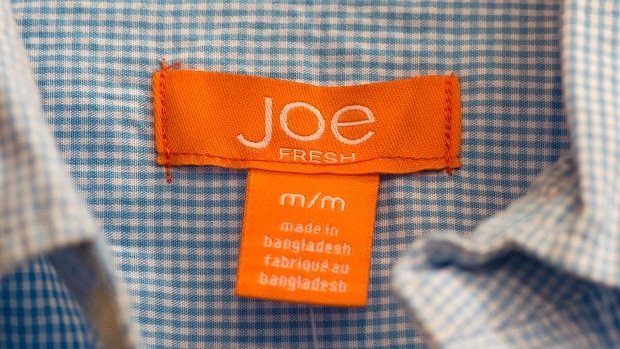 Joe
FRESH
m/m
made in
bangladesh
fabriqué au
bangladesh